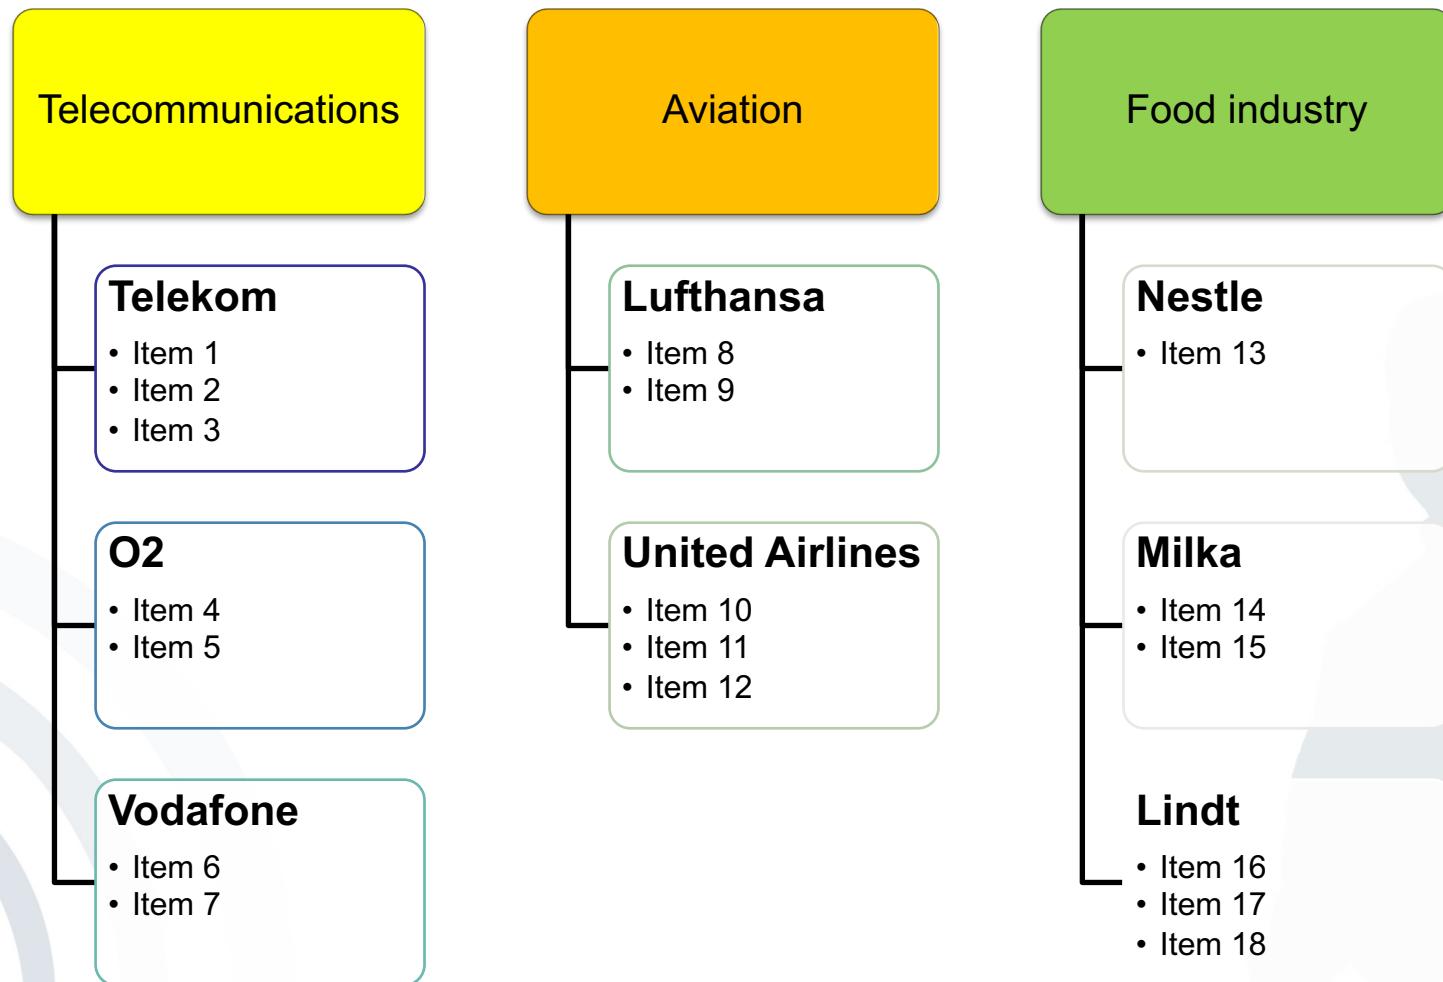 Telecommunications
Telekom
• Item 1
• Item 2
• Item 3
O2
• Item 4
• Item 5
Vodafone
• Item 6
• Item 7
Aviation
Lufthansa
• Item 8
• Item 9
United Airlines
• Item 10
• Item 11
• Item 12
Food industry
Nestle
• Item 13
Milka
• Item 14
• Item 15
Lindt
• Item 16
• Item 17
• Item 18